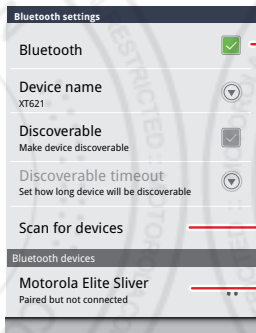 Bluetooth settings
Bluetooth
Device name
XT621
Discoverable
Make device discoverable
Discoverable timeout
Set how long device will be discoverable
Scan for devices
Bluetooth devices
Motorola Elite Sliver
Paired but not connected